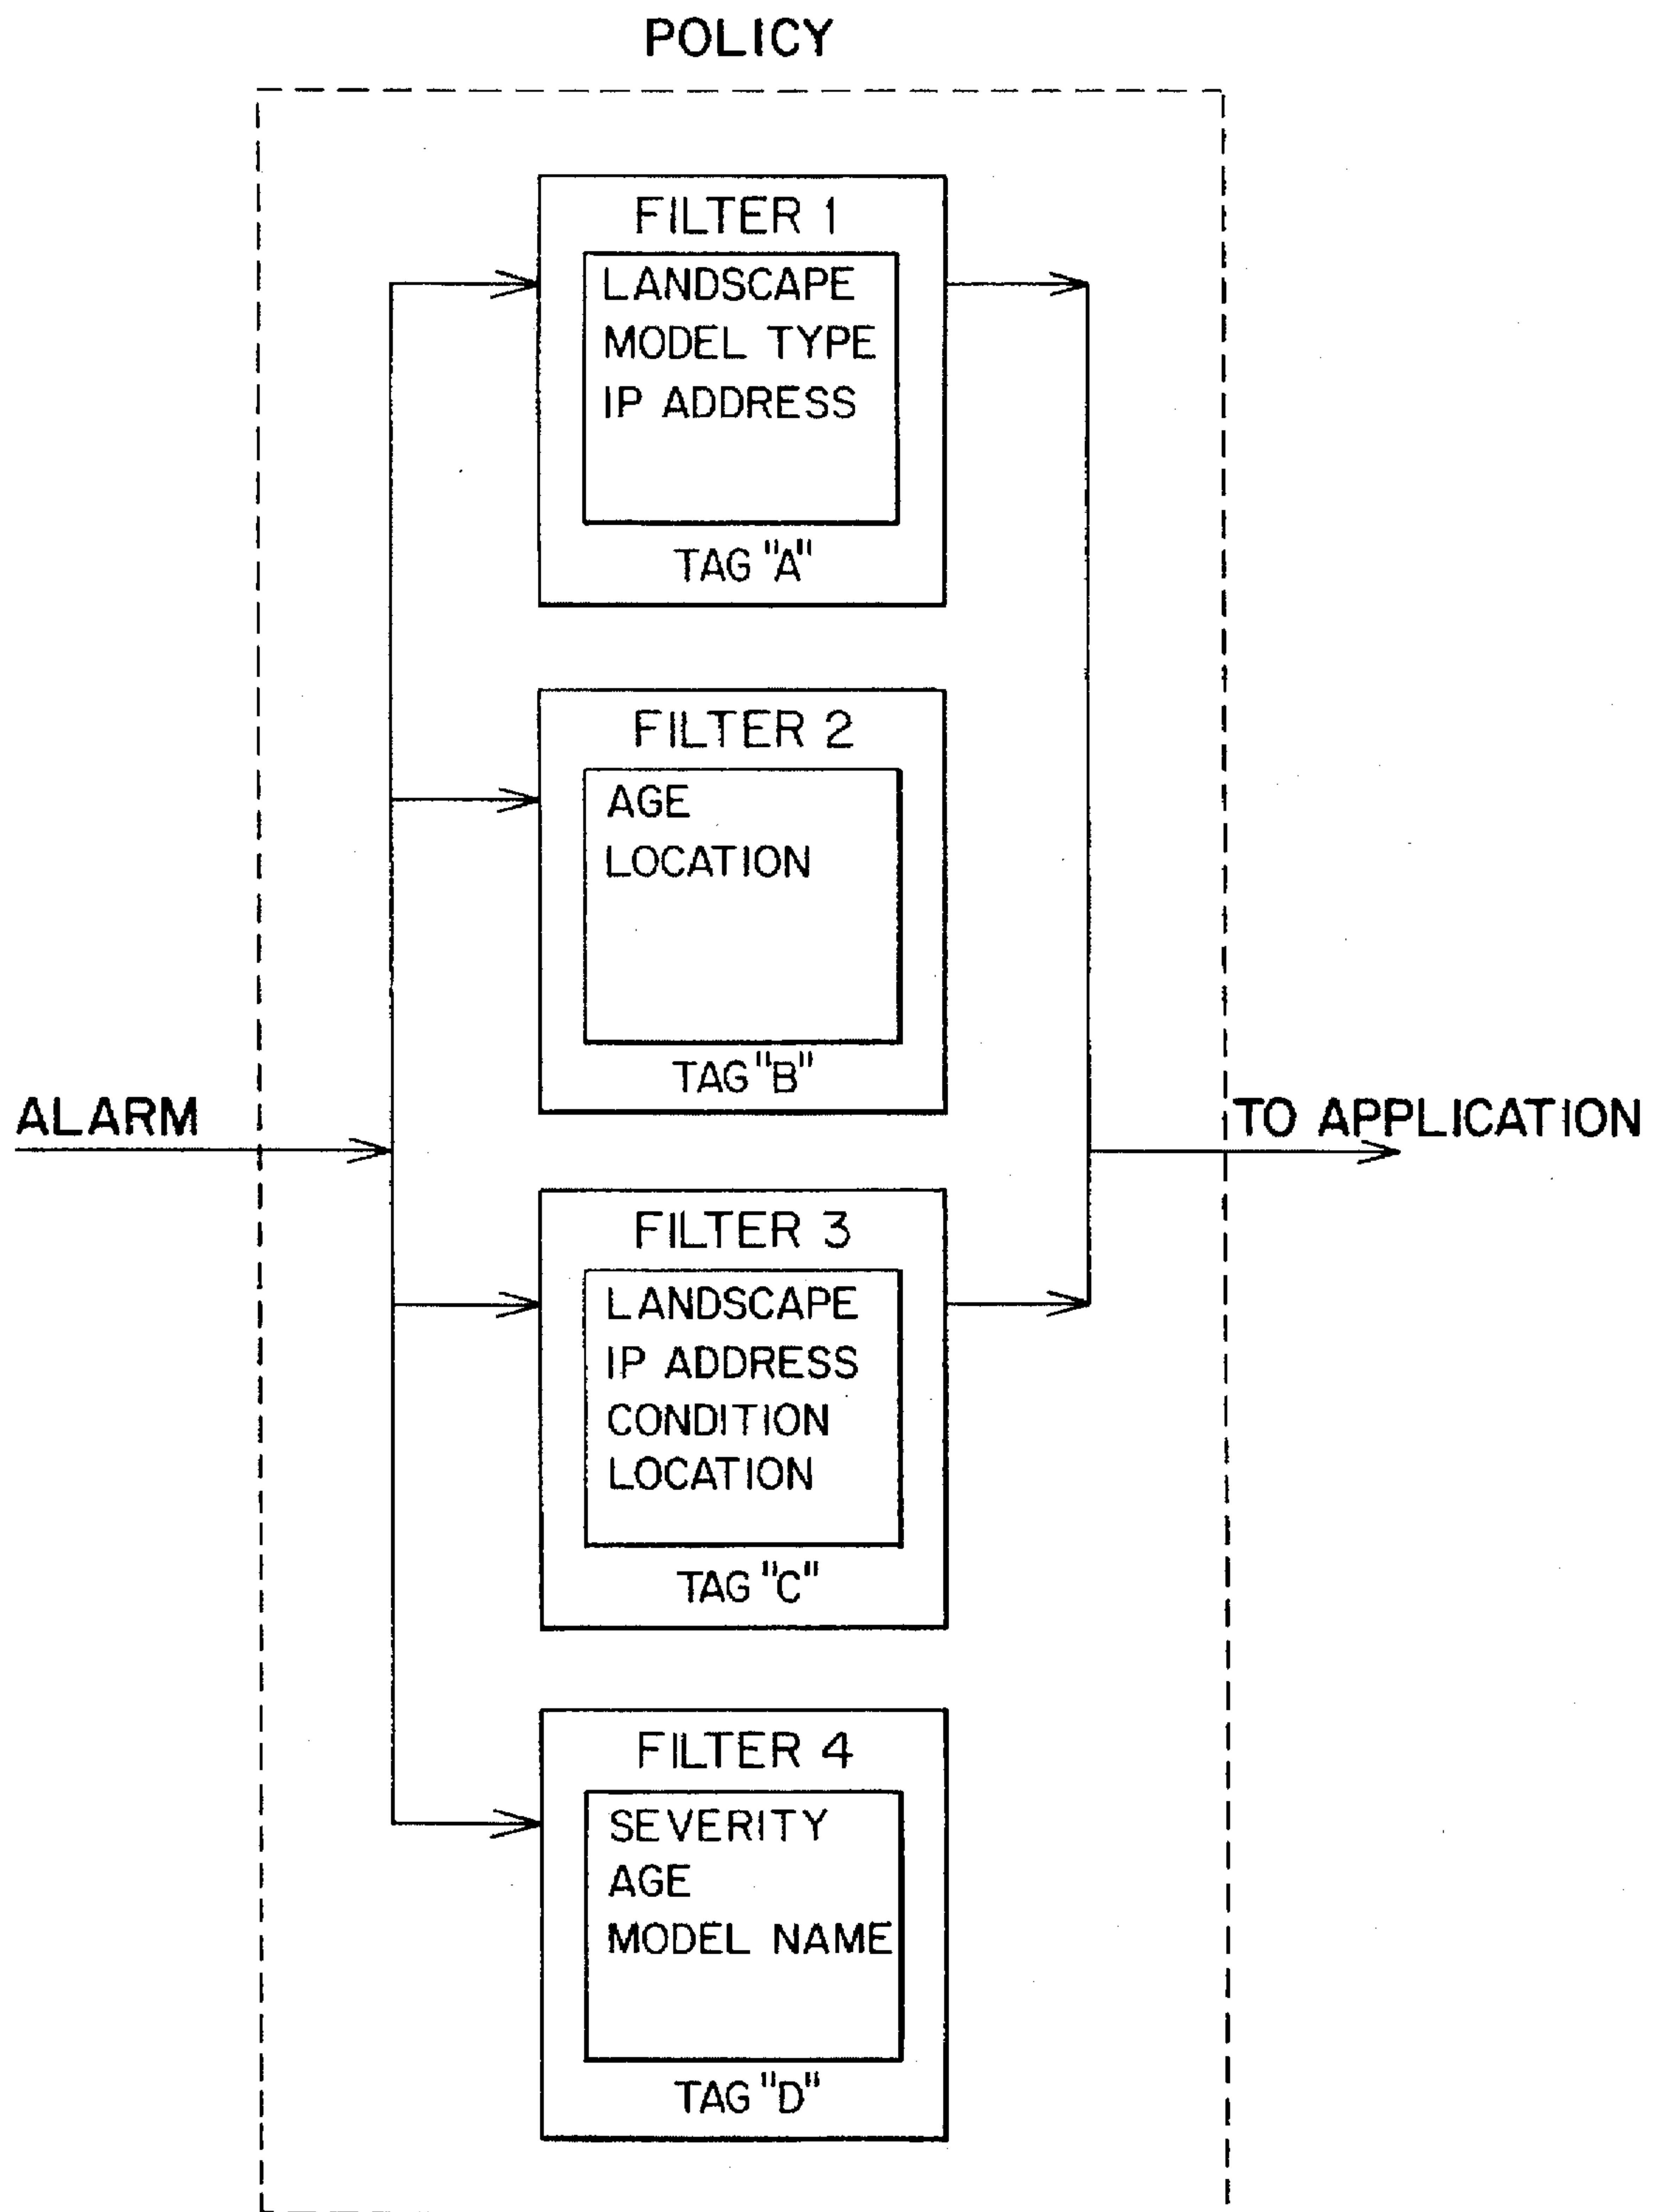 POLICY
FILTER 1
LANDSCAPE
MODEL TYPE
IP ADDRESS
TAG "A"
FILTER 2
AGE
LOCATION
TAG "B"
ALARM
TO APPLICATION
FILTER 3
LANDSCAPE
IP ADDRESS
CONDITION
LOCATION
TAG "C"
FILTER 4
SEVERITY
AGE
MODEL NAME
TAG "D"